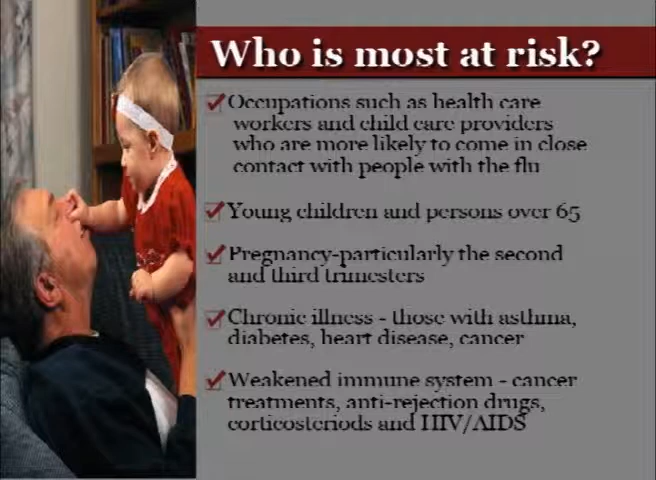 Who is most at risk?
Occupations such as health care
workers and child care providers
who are more likely to come in close
contact with people with the flu
Young children and persons over 65
Pregnancy-particularly the second
and third trimesters
Chronic illness - those with asthma,
diabetes, heart disease, cancer
Weakened immune system - cancer
treatments, anti-rejection drugs,
corticosteriods and HIV/AIDS